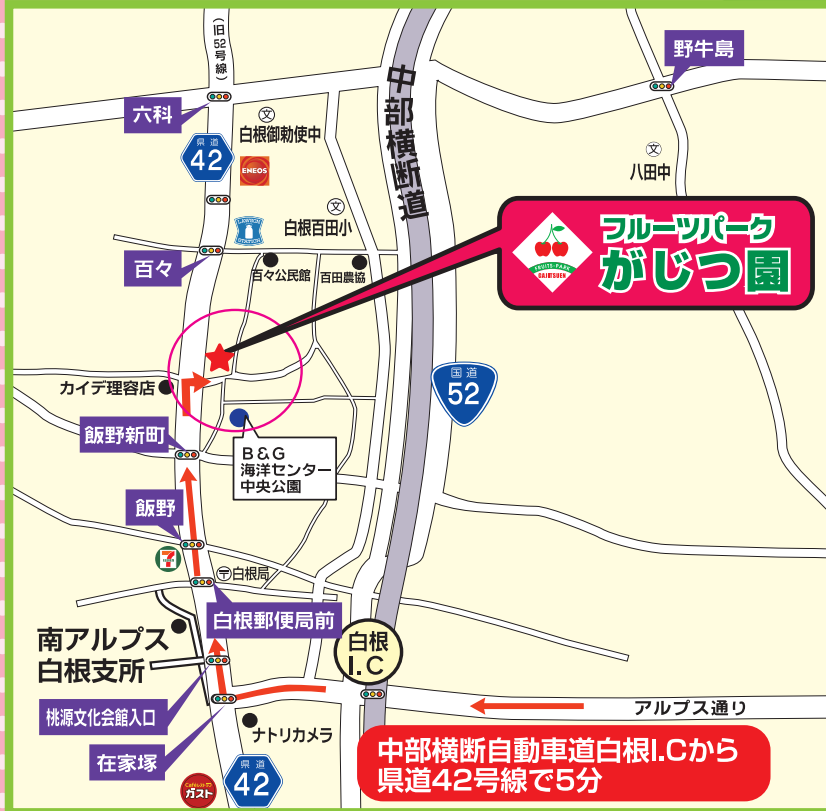 (旧52号線)
野牛島
六科
中部横断道
文
白根御勅使中
県道
42
ENEOS
文
八田中
文
白根百田小
LAWSON
STATION
フルーツパーク
がじつ園
FRUITS-PARK
GAJITSUEN
百々
百々公民館
百田農協
国道
52
カイデ理容店
飯野新町
B&G
海洋センター
中央公園
飯野
7
〒白根局
白根郵便局前
南アルプス
白根支所
白根
I.C
桃源文化会館入口
アルプス通り
ナトリカメラ
在家塚
中部横断自動車道白根I.Cから
県道42号線で5分
県道
42
ガスト